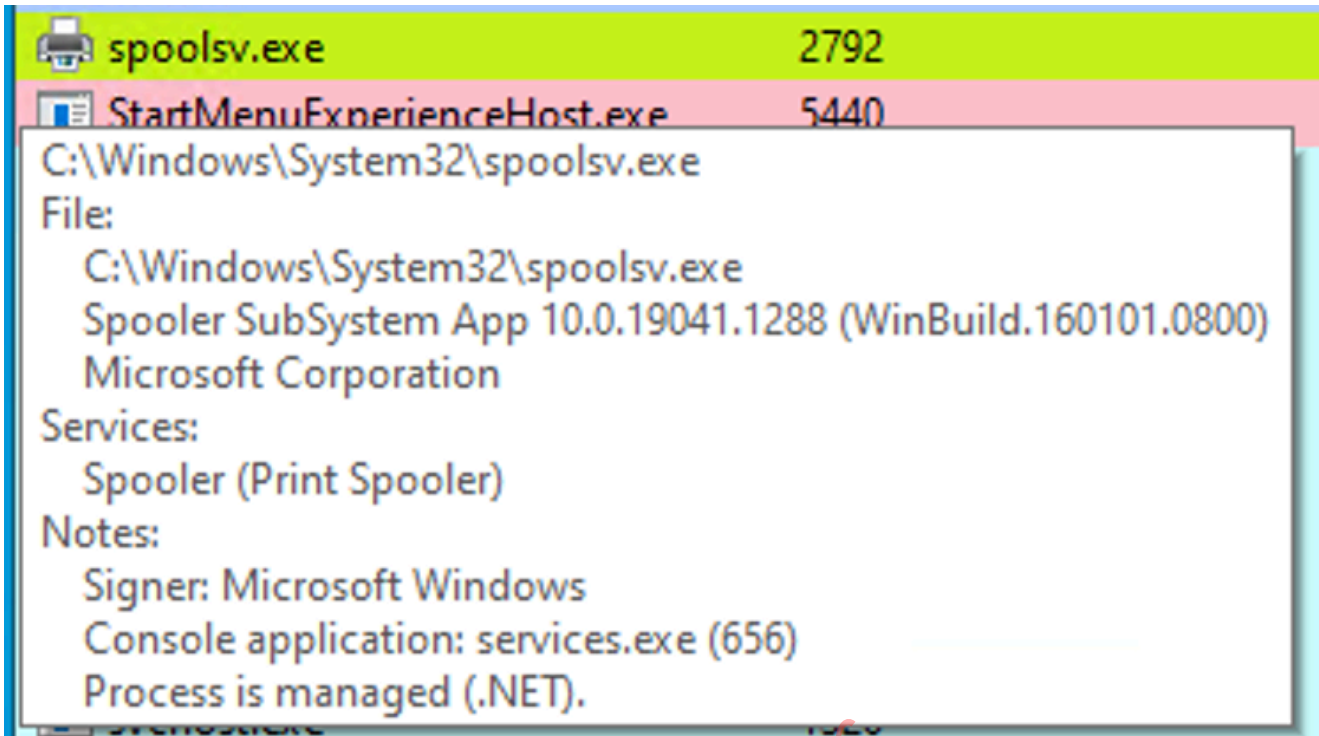 spoolsv.exe 2792
StartMenuExperienceHost.exe 5440
C:\Windows\System32\spoolsv.exe
File:
C:\Windows\System32\spoolsv.exe
Spooler SubSystem App 10.0.19041.1288 (WinBuild.160101.0800)
Microsoft Corporation
Services:
Spooler (Print Spooler)
Notes:
Signer: Microsoft Windows
Console application: services.exe (656)
Process is managed (.NET).